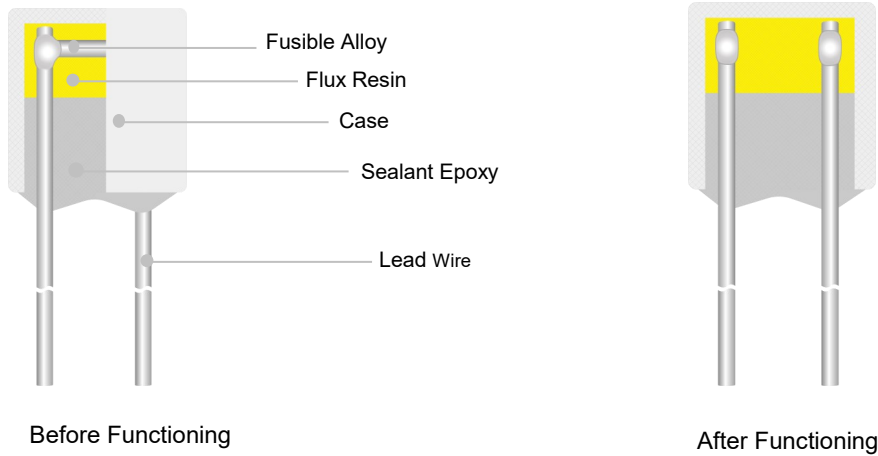 Fusible Alloy
Flux Resin
Case
Sealant Epoxy
Lead Wire
Before Functioning
After Functioning